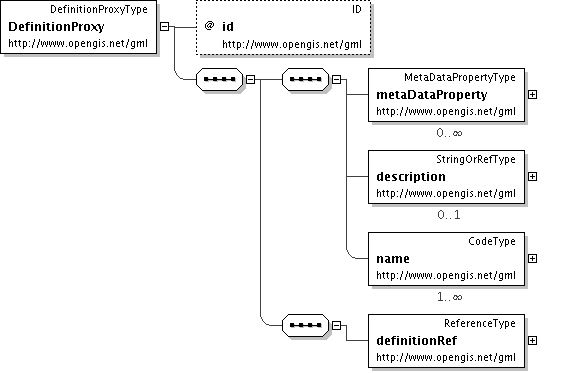 DefinitionProxyType
DefinitionProxy
http://www.opengis.net/gml
ID
@ id
http://www.opengis.net/gml
MetaDataPropertyType
metaDataProperty
http://www.opengis.net/gml
0..∞
StringOrRefType
description
http://www.opengis.net/gml
0..1
CodeType
name
http://www.opengis.net/gml
1..∞
ReferenceType
definitionRef
http://www.opengis.net/gml